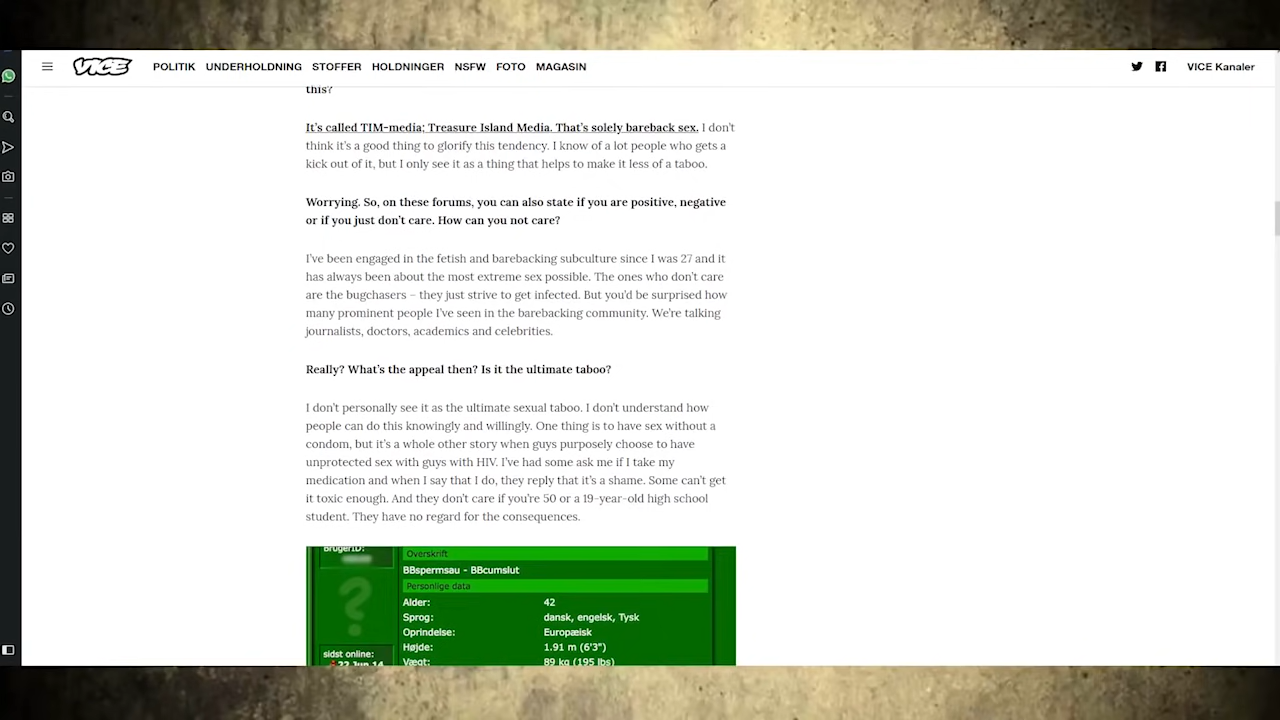 VICE
POLITIK UNDERHOLDNING STOFFER HOLDNINGER NSFW FOTO MAGASIN
VICE Kanaler
this?
It's called TIM-media; Treasure Island Media. That's solely bareback sex. I don't
think it's a good thing to glorify this tendency. I know of a lot people who gets a
kick out of it, but I only see it as a thing that helps to make it less of a taboo.
Worrying. So, on these forums, you can also state if you are positive, negative
or if you just don't care. How can you not care?
I've been engaged in the fetish and barebacking subculture since I was 27 and it
has always been about the most extreme sex possible. The ones who don't care
are the bugchasers – they just strive to get infected. But you'd be surprised how
many prominent people I've seen in the barebacking community. We're talking
journalists, doctors, academics and celebrities.
Really? What's the appeal then? Is it the ultimate taboo?
I don't personally see it as the ultimate sexual taboo. I don't understand how
people can do this knowingly and willingly. One thing is to have sex without a
condom, but it's a whole other story when guys purposely choose to have
unprotected sex with guys with HIV. I've had some ask me if I take my
medication and when I say that I do, they reply that it's a shame. Some can't get
it toxic enough. And they don't care if you're 50 or a 19-year-old high school
student. They have no regard for the consequences.
BrugerID:
Overskrift
BBspermsau - BBcumslut
Personlige data
Alder: 42
Sprog: dansk, engelsk, Tysk
Oprindelse: Europæisk
Højde: 1.91 m (6'3")
sidst online:
22 Jun 14
Vægt: 89 kg (195 lbs)